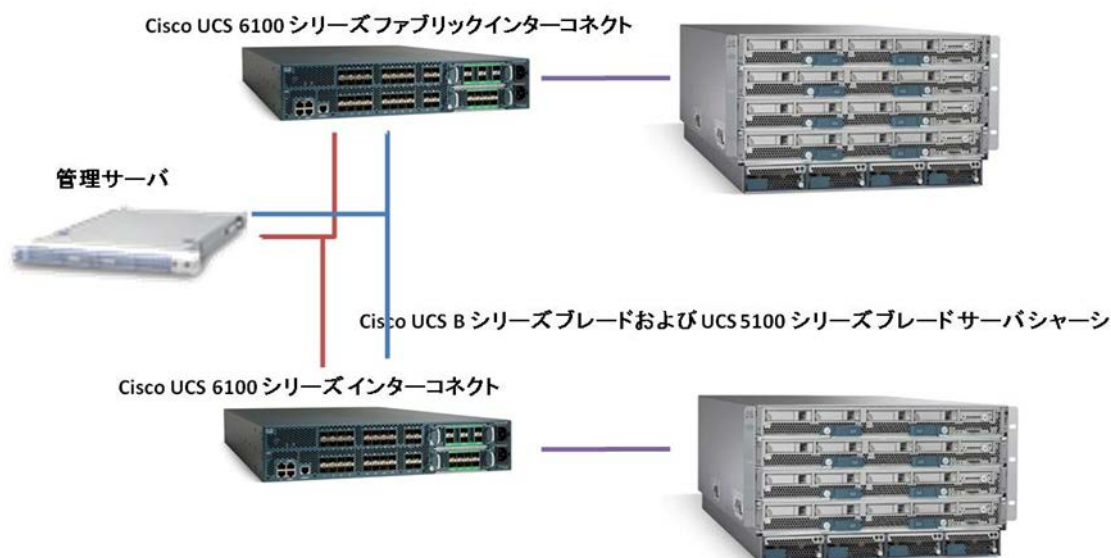 Cisco UCS 6100 シリーズ ファブリック インターコネクト
管理サーバ
Cisco UCS B シリーズ ブレードおよび UCS 5100 シリーズ ブレード サーバ シャーシ
Cisco UCS 6100 シリーズ インターコネクト